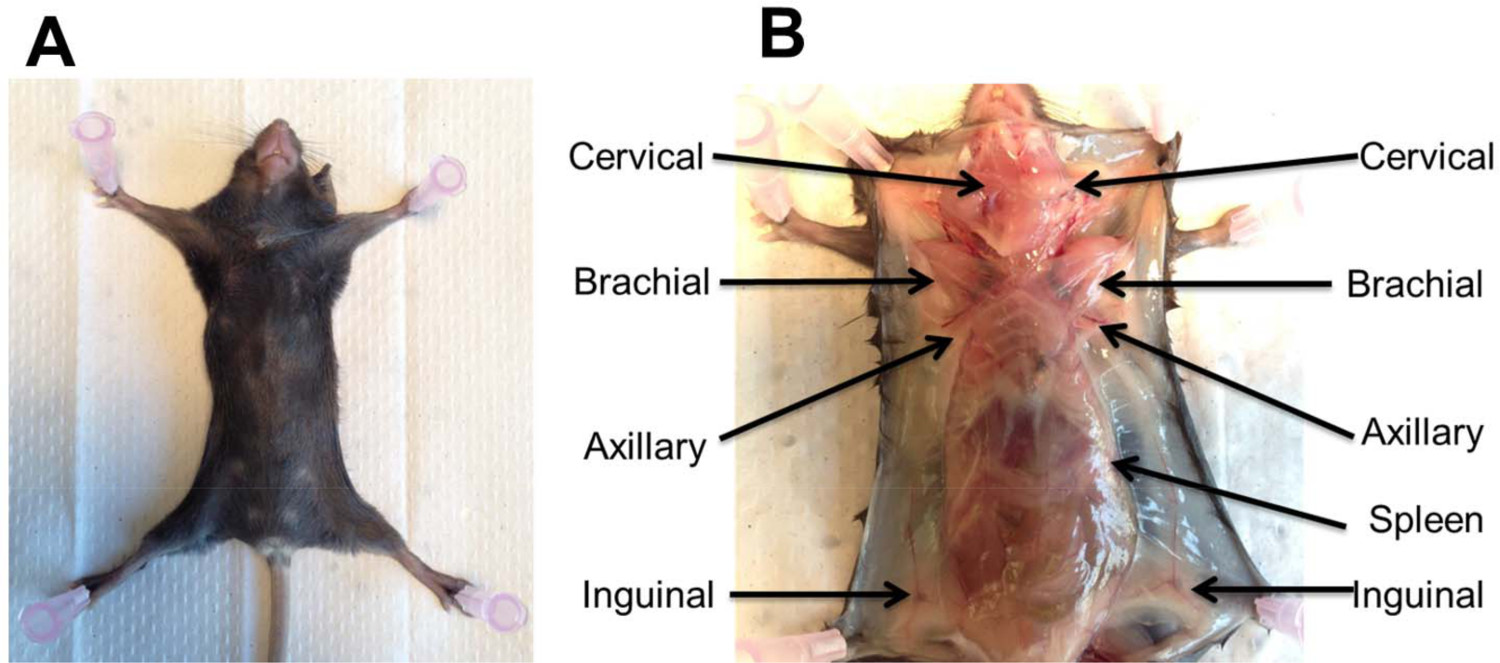 A
B
Cervical
Cervical
Brachial
Brachial
Axillary
Axillary
Spleen
Inguinal
Inguinal